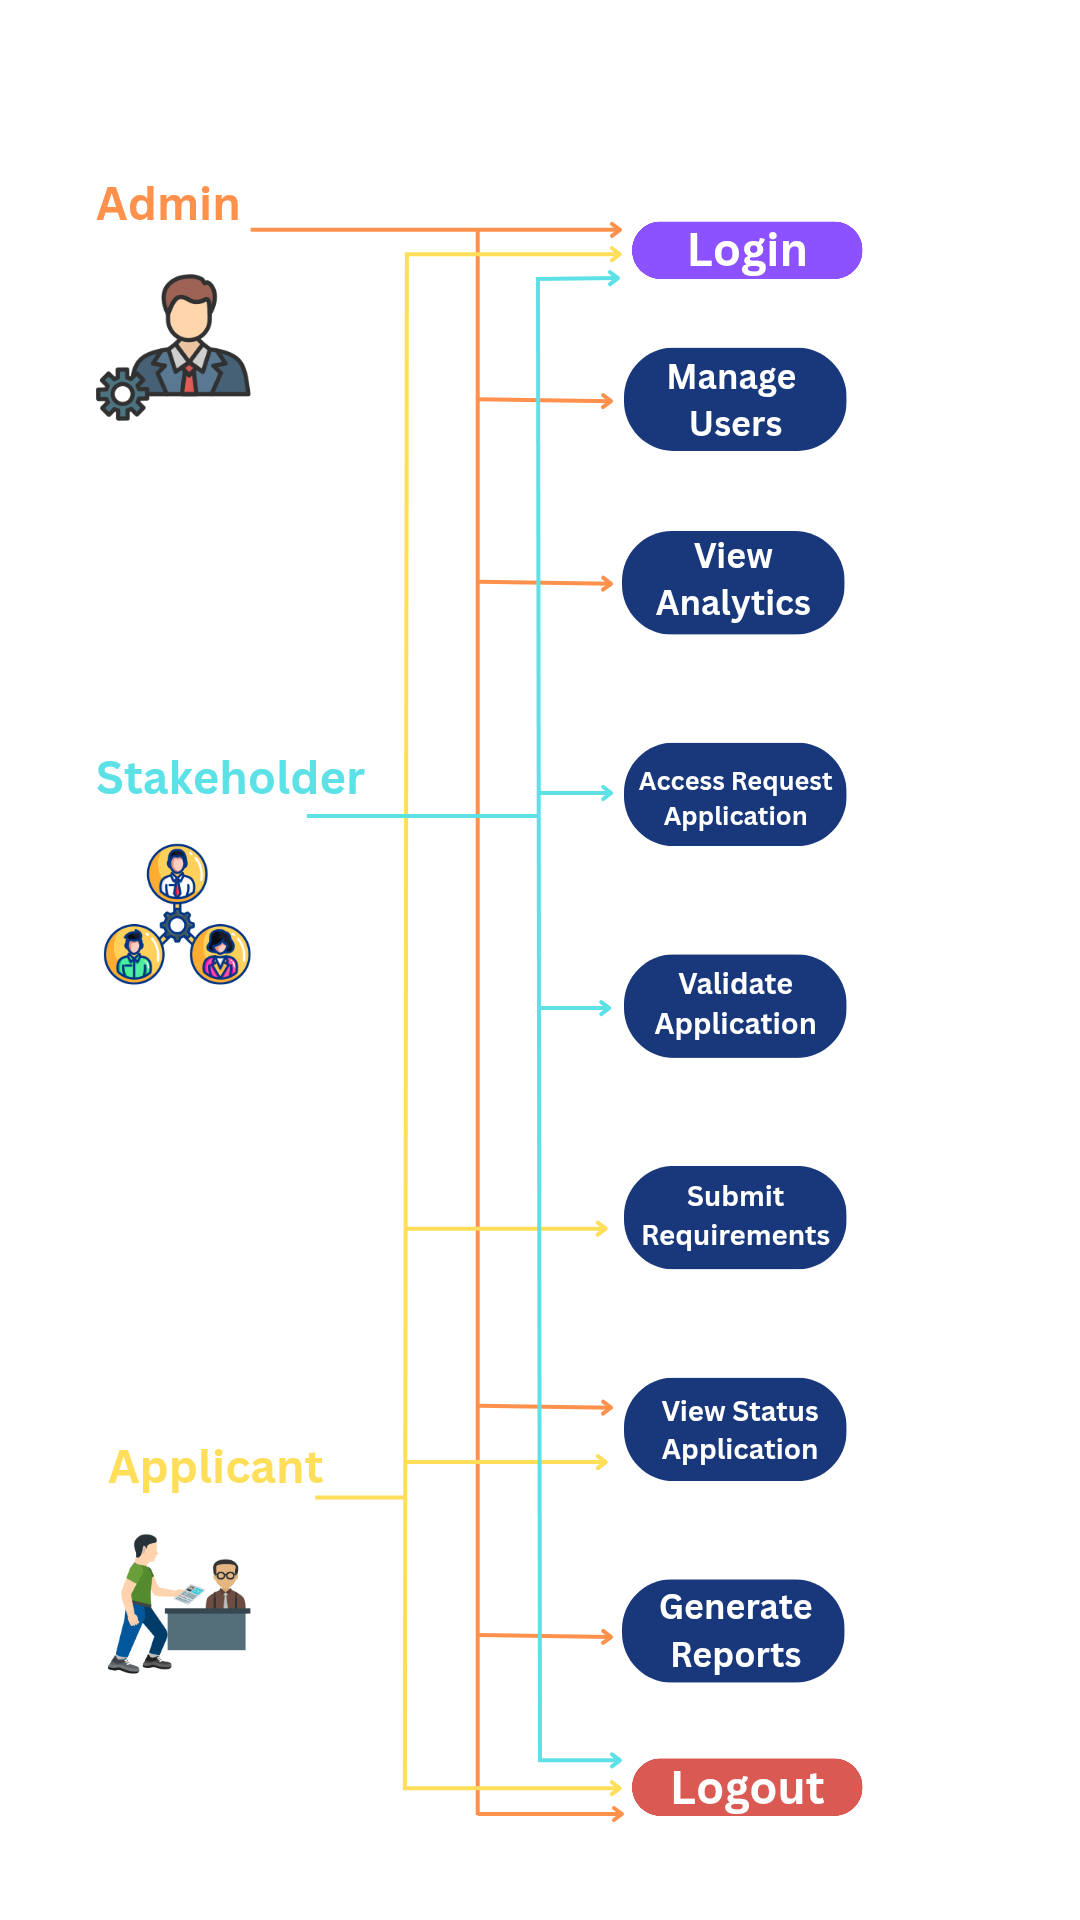 Admin
Login
Manage
Users
View
Analytics
Stakeholder
Access Request
Application
Validate
Application
Submit
Requirements
View Status
Application
Applicant
Generate
Reports
Logout